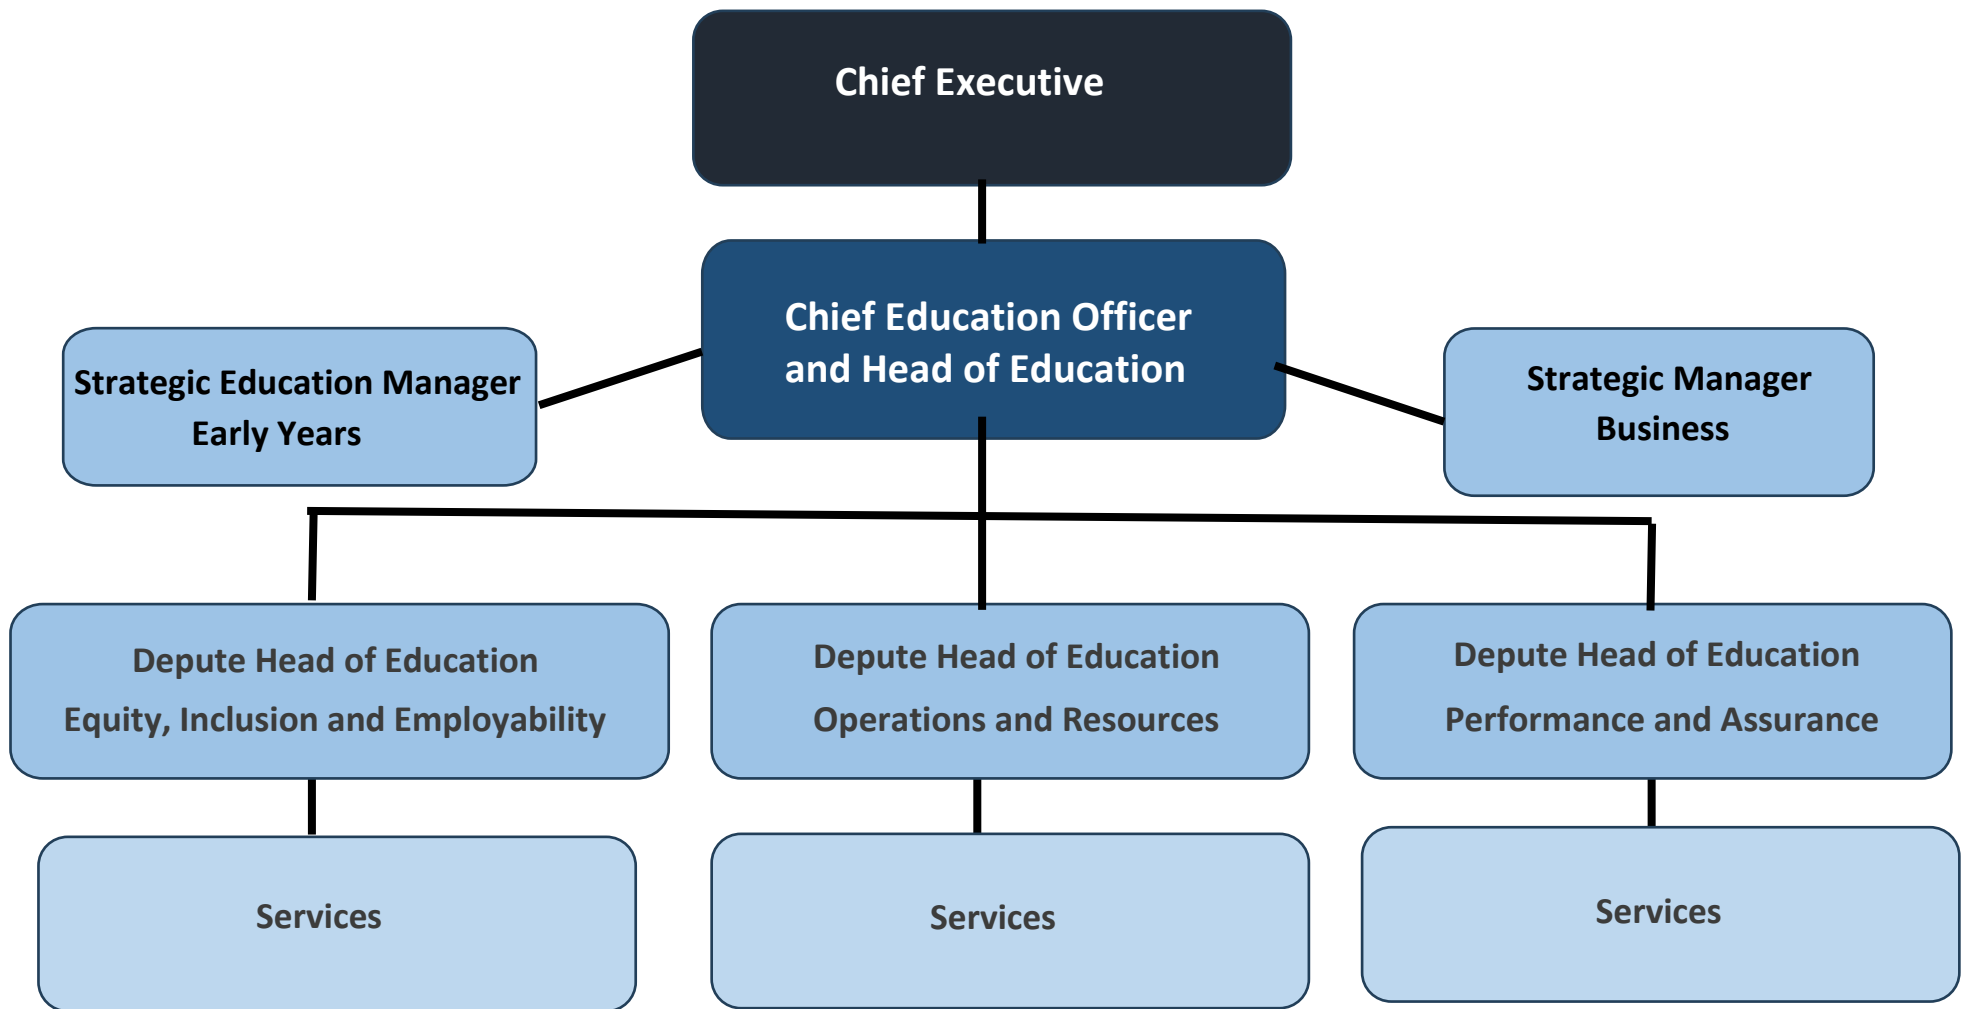 Chief Executive
Chief Education Officer
and Head of Education
Strategic Education Manager
Early Years
Strategic Manager
Business
Depute Head of Education
Equity, Inclusion and Employability
Depute Head of Education
Operations and Resources
Depute Head of Education
Performance and Assurance
Services
Services
Services